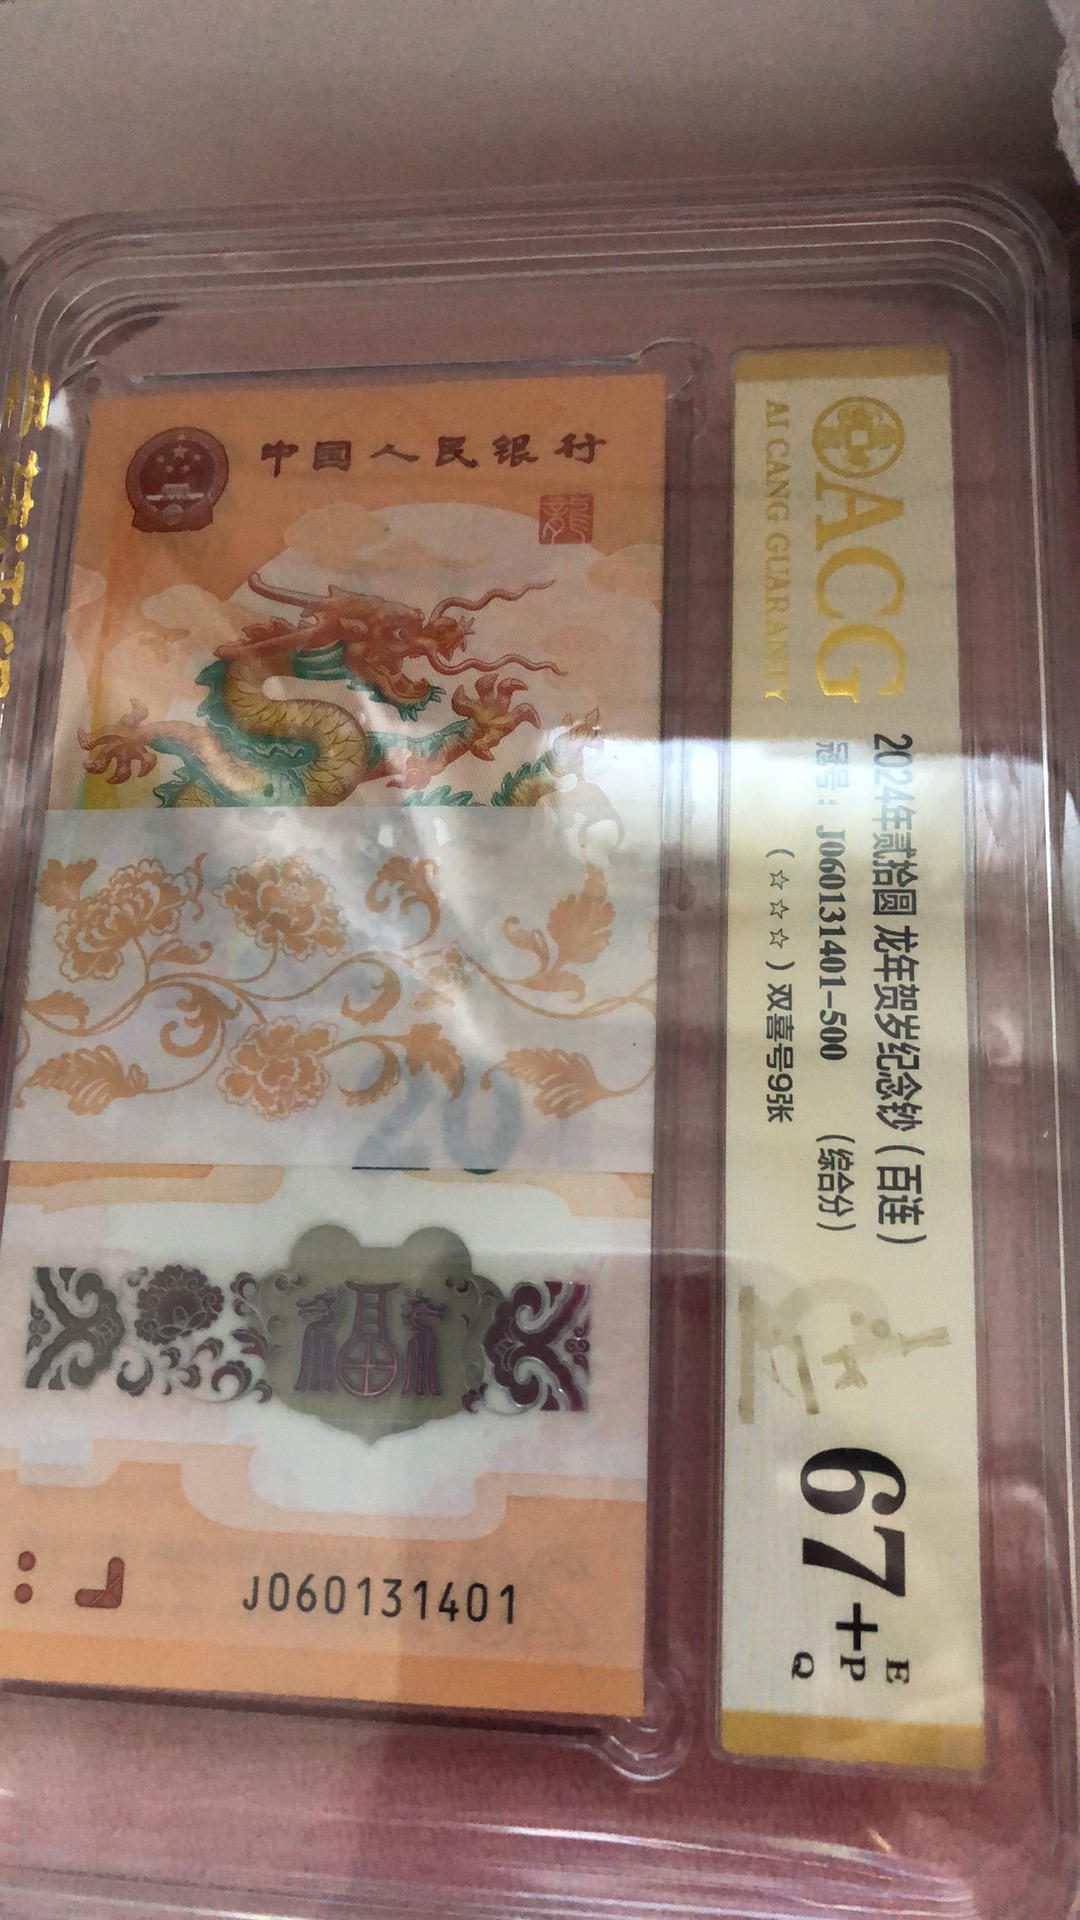 中国人民银行
龍
20
J060131401
ACG
AI CANG GUARANTY
2024年贰拾圆 龙年贺岁纪念钞（百连）
冠号：J060131401-500 （综合分）
（☆☆☆）双喜号9张
67+
E
P
Q